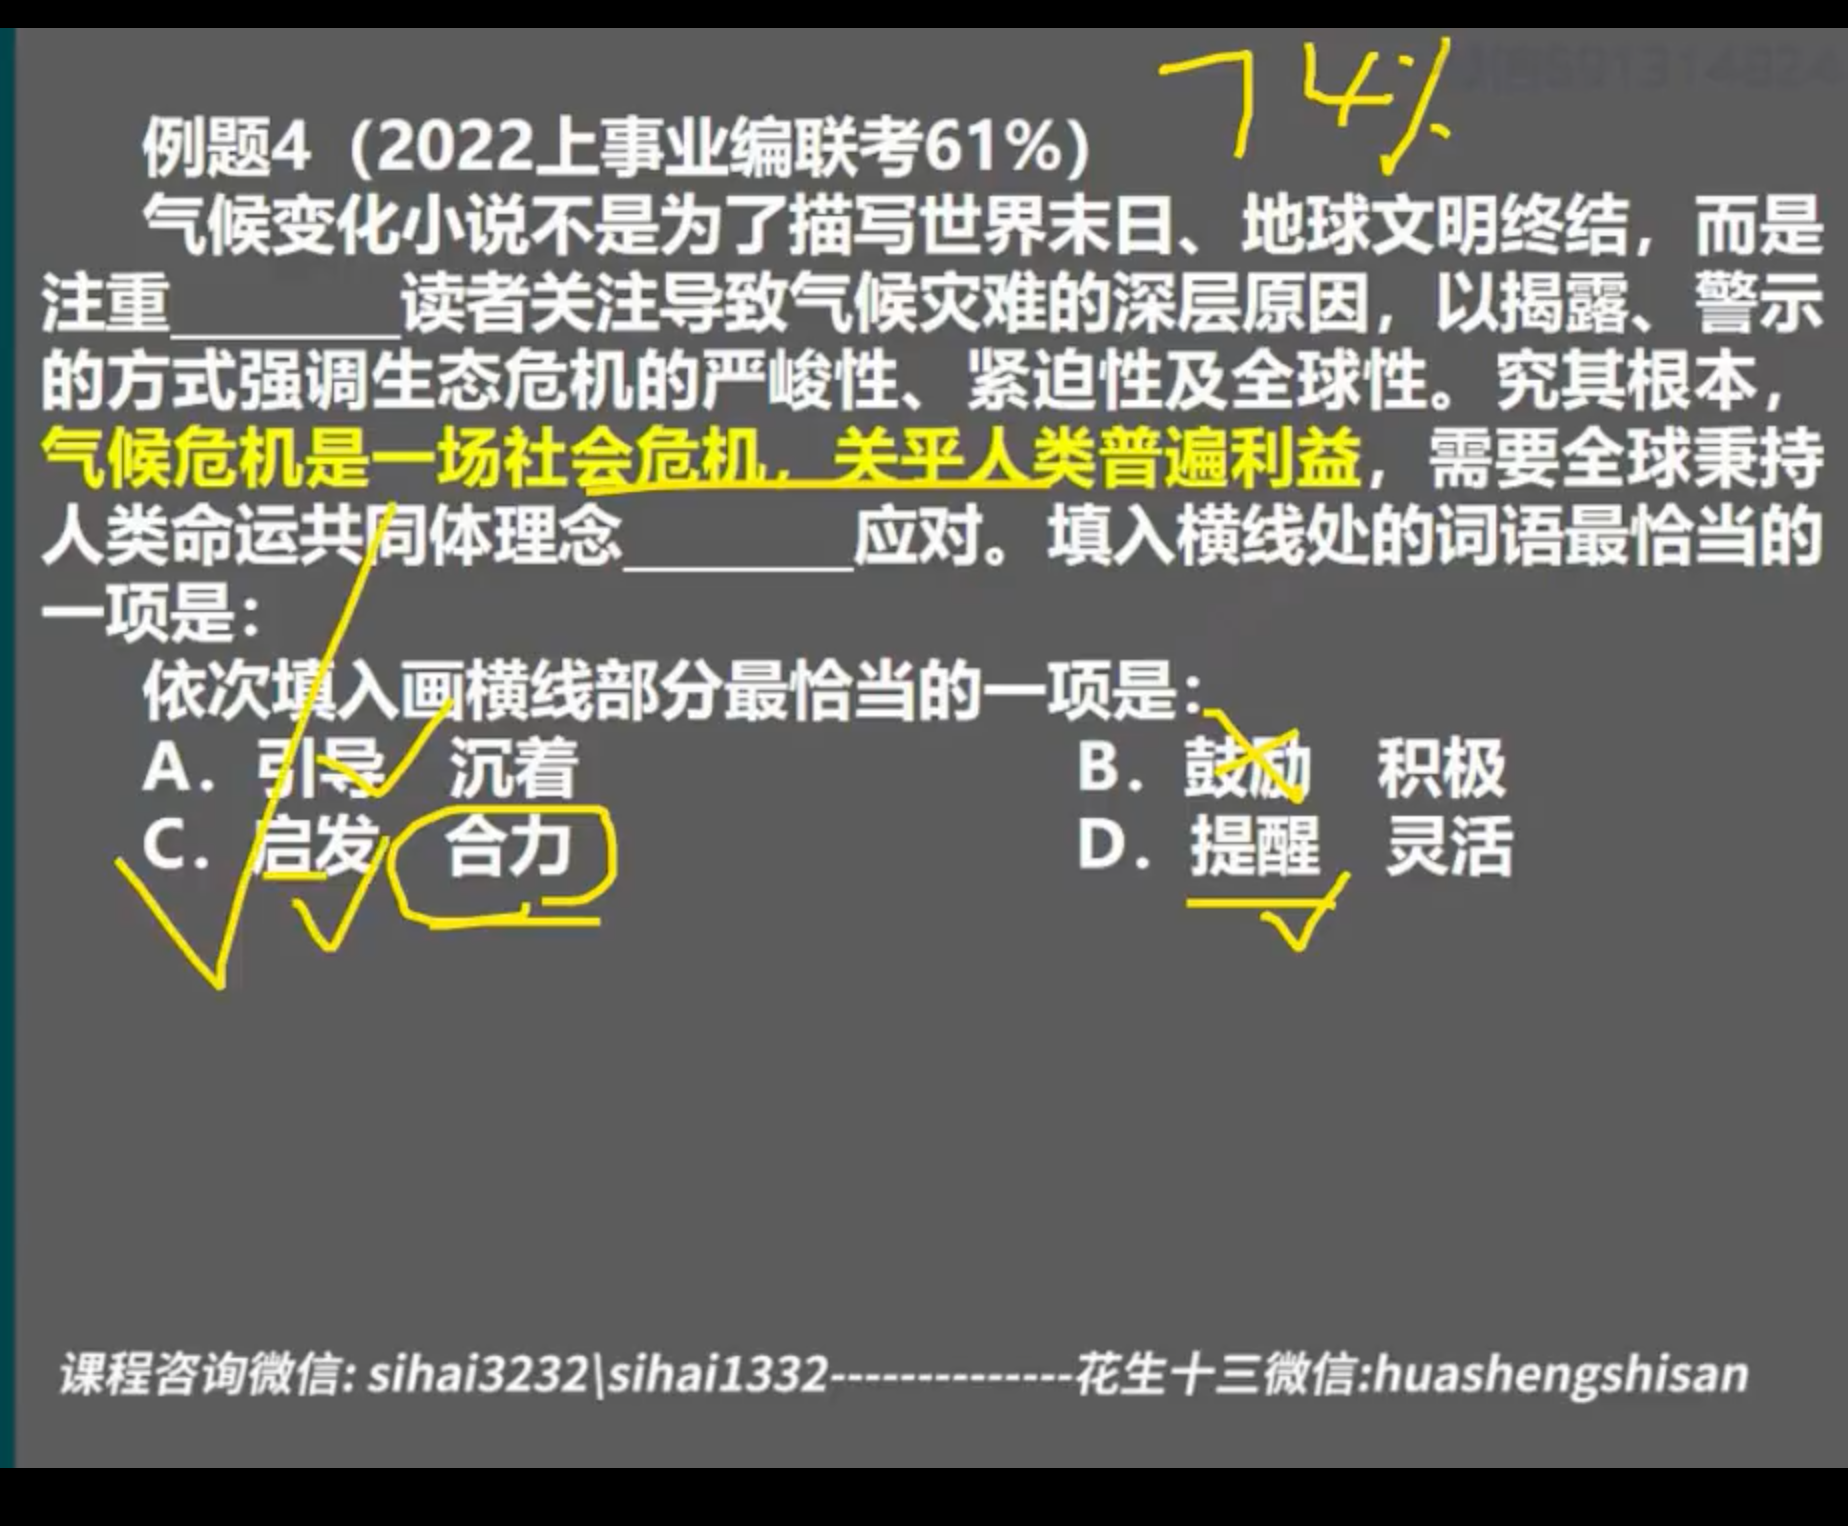 74%
例题4（2022上事业编联考61%）
气候变化小说不是为了描写世界末日、地球文明终结，而是
注重_______读者关注导致气候灾难的深层原因，以揭露、警示
的方式强调生态危机的严峻性、紧迫性及全球性。究其根本，
气候危机是一场社会危机，关乎人类普遍利益，需要全球秉持
人类命运共同体理念_______应对。填入横线处的词语最恰当的
一项是：
依次填入画横线部分最恰当的一项是：
A. 引导 沉着 B. 鼓励 积极
C. 启发 合力 D. 提醒 灵活
课程咨询微信: sihai3232\sihai1332--------------花生十三微信:huashengshisan